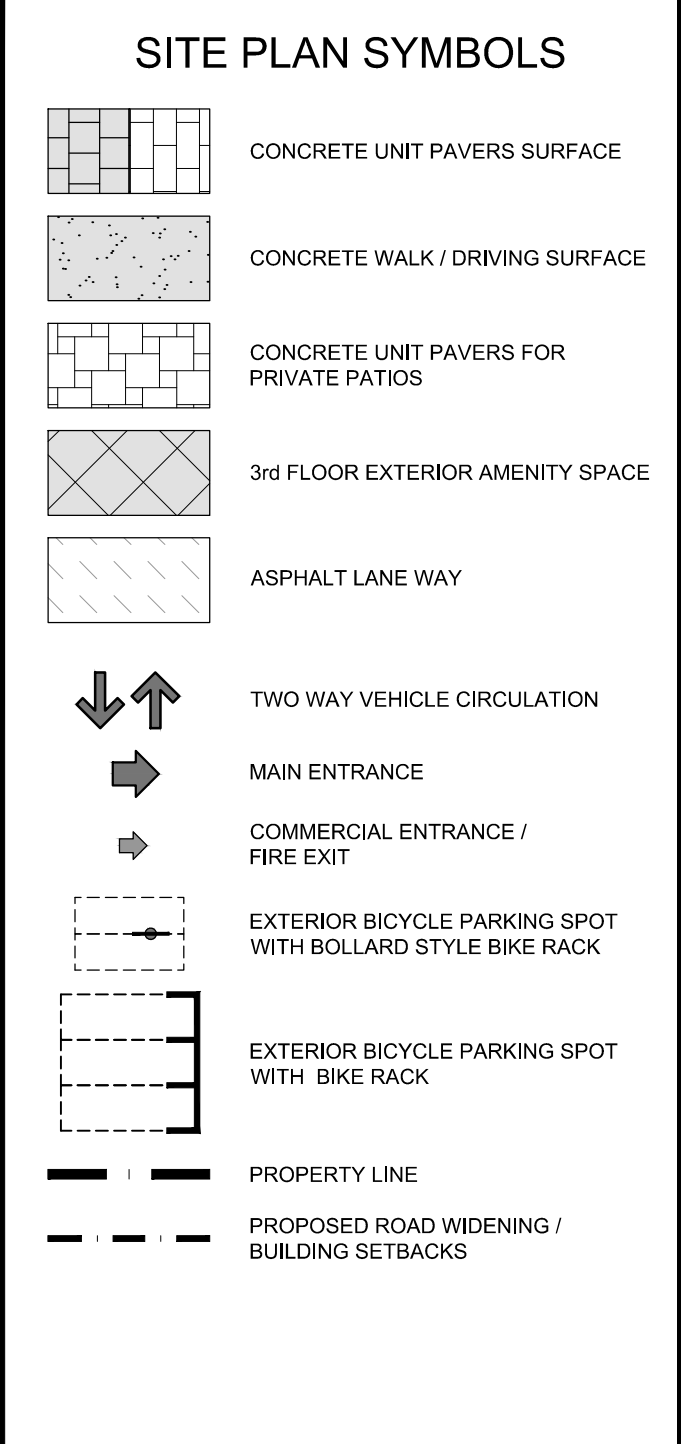 SITE PLAN SYMBOLS
CONCRETE UNIT PAVERS SURFACE
CONCRETE WALK / DRIVING SURFACE
CONCRETE UNIT PAVERS FOR
PRIVATE PATIOS
3rd FLOOR EXTERIOR AMENITY SPACE
ASPHALT LANE WAY
TWO WAY VEHICLE CIRCULATION
MAIN ENTRANCE
COMMERCIAL ENTRANCE /
FIRE EXIT
EXTERIOR BICYCLE PARKING SPOT
WITH BOLLARD STYLE BIKE RACK
EXTERIOR BICYCLE PARKING SPOT
WITH BIKE RACK
PROPERTY LINE
PROPOSED ROAD WIDENING /
BUILDING SETBACKS